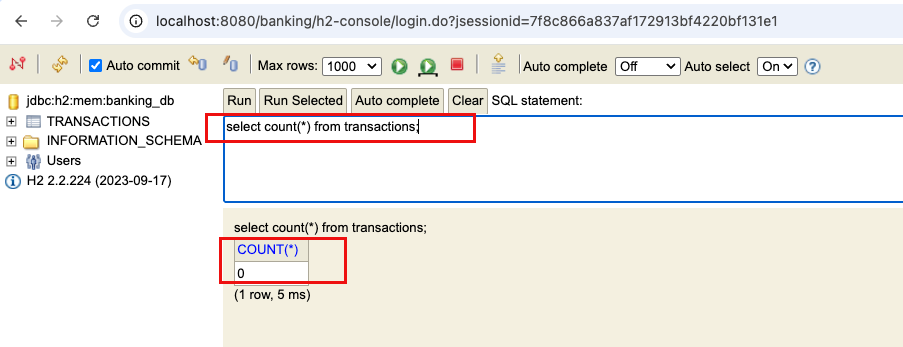 localhost:8080/banking/h2-console/login.do?jsessionid=7f8c866a837af172913bf4220bf131e1
Auto commit Max rows: 1000 Auto complete Off Auto select On ?
jdbc:h2:mem:banking_db
TRANSACTIONS
INFORMATION_SCHEMA
Users
H2 2.2.224 (2023-09-17)
Run Run Selected Auto complete Clear SQL statement:
select count(*) from transactions;
select count(*) from transactions;
COUNT(*)
0
(1 row, 5 ms)